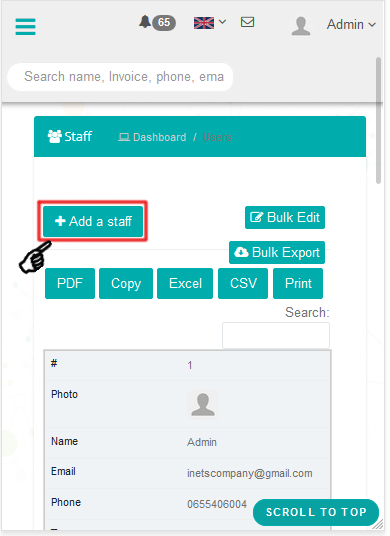 65
Admin
Search name, Invoice, phone, ema
Staff
Dashboard /
+ Add a staff
Bulk Edit
Bulk Export
PDF
Copy
Excel
CSV
Print
Search:
# 1
Photo
Name Admin
Email inetscompany@gmail.com
Phone 0655406004
SCROLL TO TOP